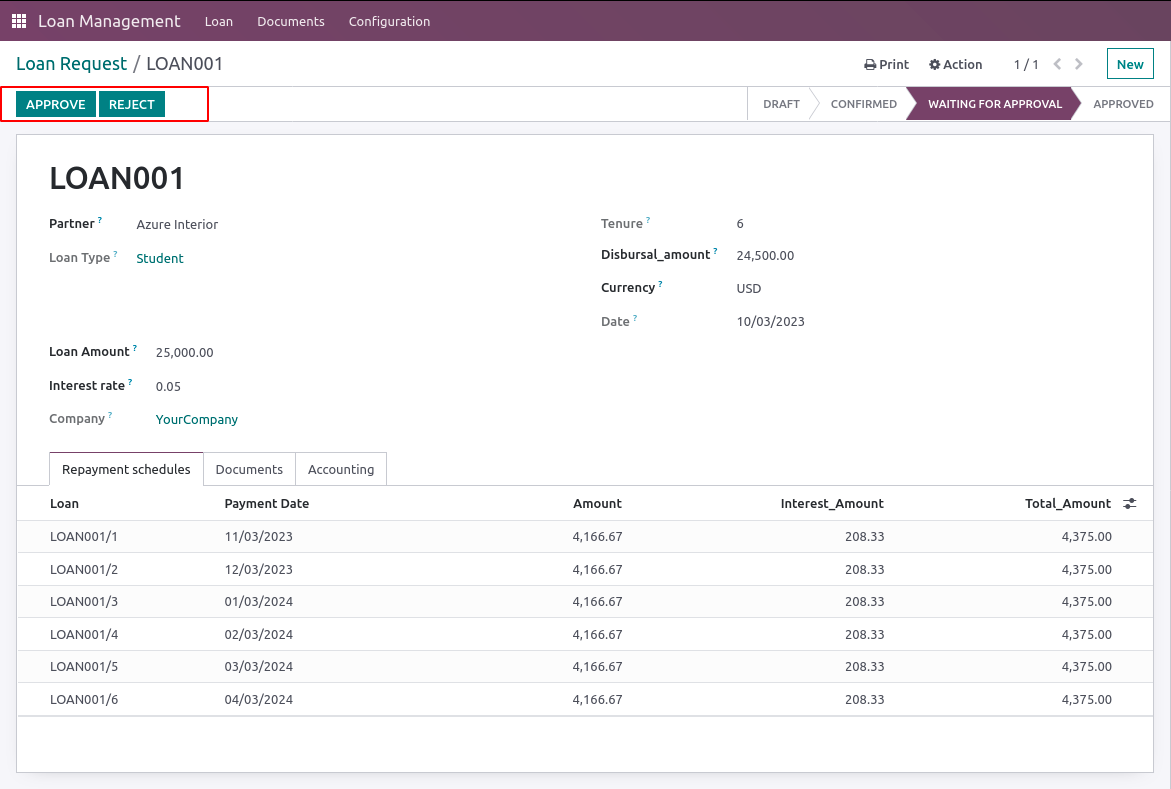 Loan Management Loan Documents Configuration
Loan Request / LOAN001 Print Action 1 / 1 New
APPROVE REJECT DRAFT CONFIRMED WAITING FOR APPROVAL APPROVED
LOAN001
Partner ? Azure Interior
Loan Type ? Student
Tenure ? 6
Disbursal_amount ? 24,500.00
Currency ? USD
Date ? 10/03/2023
Loan Amount ? 25,000.00
Interest rate ? 0.05
Company ? YourCompany
Repayment schedules Documents Accounting
Loan Payment Date Amount Interest_Amount Total_Amount
LOAN001/1 11/03/2023 4,166.67 208.33 4,375.00
LOAN001/2 12/03/2023 4,166.67 208.33 4,375.00
LOAN001/3 01/03/2024 4,166.67 208.33 4,375.00
LOAN001/4 02/03/2024 4,166.67 208.33 4,375.00
LOAN001/5 03/03/2024 4,166.67 208.33 4,375.00
LOAN001/6 04/03/2024 4,166.67 208.33 4,375.00